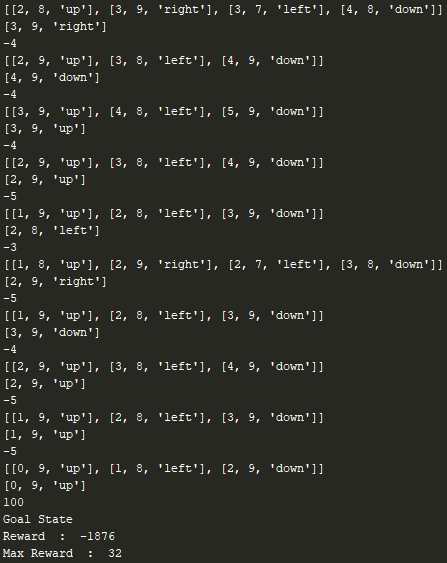 [[2, 8, 'up'], [3, 9, 'right'], [3, 7, 'left'], [4, 8, 'down']]
[3, 9, 'right']
-4
[[2, 9, 'up'], [3, 8, 'left'], [4, 9, 'down']]
[4, 9, 'down']
-4
[[3, 9, 'up'], [4, 8, 'left'], [5, 9, 'down']]
[3, 9, 'up']
-4
[[2, 9, 'up'], [3, 8, 'left'], [4, 9, 'down']]
[2, 9, 'up']
-5
[[1, 9, 'up'], [2, 8, 'left'], [3, 9, 'down']]
[2, 8, 'left']
-3
[[1, 8, 'up'], [2, 9, 'right'], [2, 7, 'left'], [3, 8, 'down']]
[2, 9, 'right']
-5
[[1, 9, 'up'], [2, 8, 'left'], [3, 9, 'down']]
[3, 9, 'down']
-4
[[2, 9, 'up'], [3, 8, 'left'], [4, 9, 'down']]
[2, 9, 'up']
-5
[[1, 9, 'up'], [2, 8, 'left'], [3, 9, 'down']]
[1, 9, 'up']
-5
[[0, 9, 'up'], [1, 8, 'left'], [2, 9, 'down']]
[0, 9, 'up']
100
Goal State
Reward  :  -1876
Max Reward  :  32